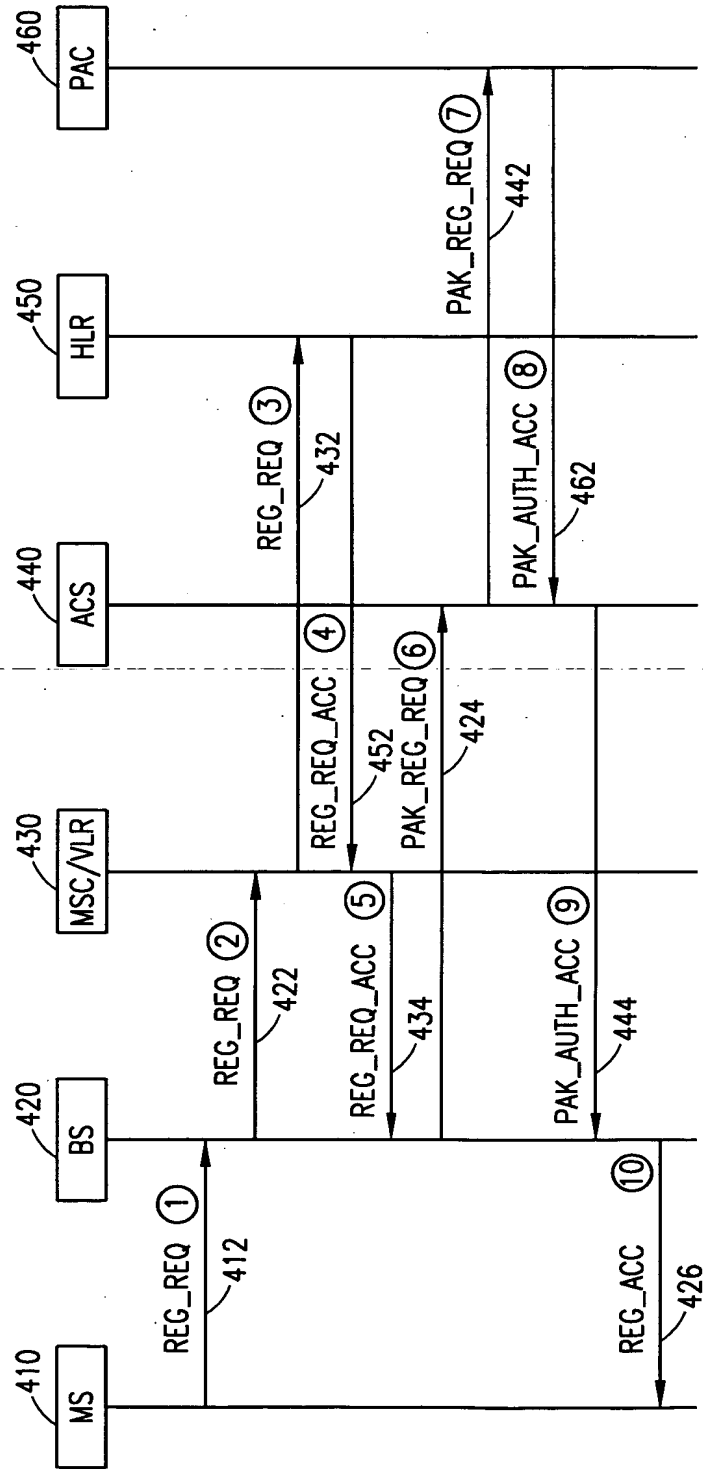 410
MS
420
BS
430
MSC/VLR
440
ACS
450
HLR
460
PAC
REG_REQ ①
412
REG_REQ ②
422
REG_REQ ③
432
REG_REQ_ACC ④
452
REG_REQ_ACC ⑤
434
PAK_REG_REQ ⑥
424
PAK_REG_REQ ⑦
442
PAK_AUTH_ACC ⑧
462
PAK_AUTH_ACC ⑨
444
REG_ACC ⑩
426